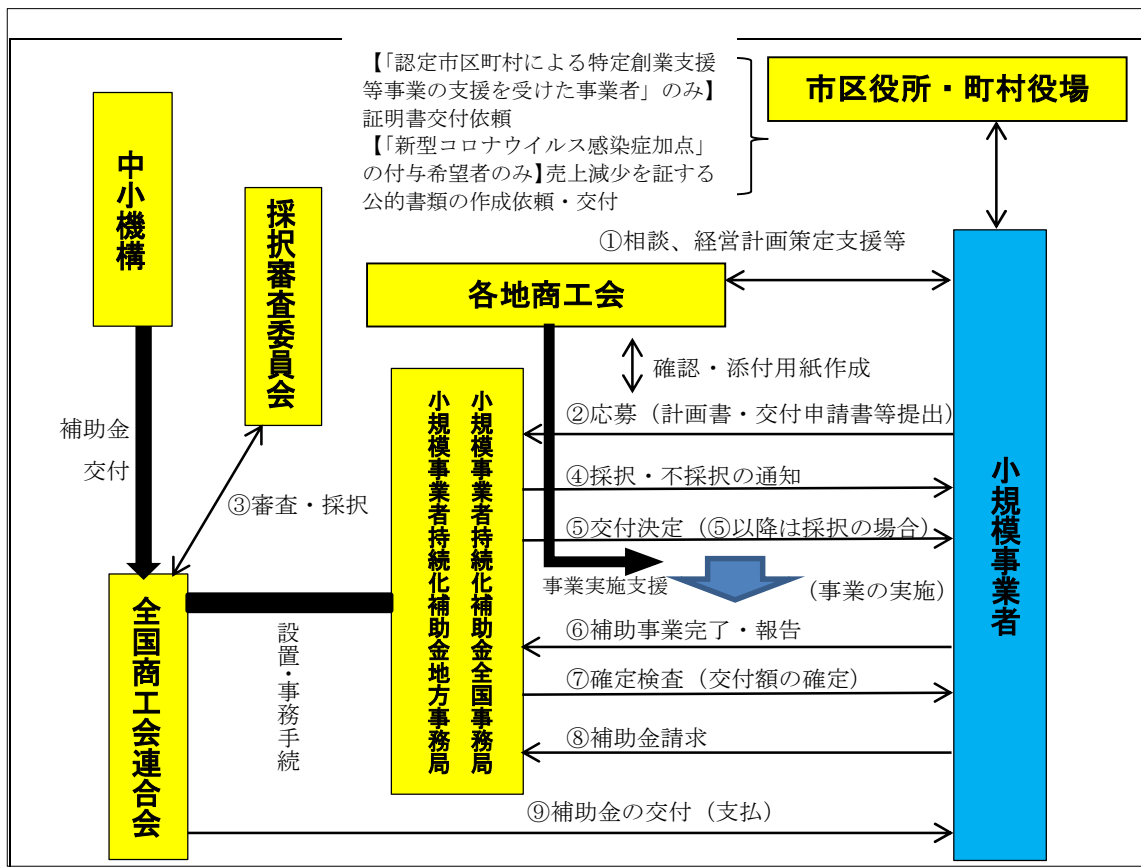 【「認定市区町村による特定創業支援
等事業の支援を受けた事業者」のみ】
証明書交付依頼
【「新型コロナウイルス感染症加点」
の付与希望者のみ】売上減少を証する
公的書類の作成依頼・交付
市区役所・町村役場
中小機構
採択審査委員会
①相談、経営計画策定支援等
各地商工会
確認・添付用紙作成
補助金
交付
③審査・採択
小規模事業者持続化補助金全国事務局
小規模事業者持続化補助金地方事務局
②応募（計画書・交付申請書等提出）
④採択・不採択の通知
⑤交付決定（⑤以降は採択の場合）
事業実施支援
（事業の実施）
小規模事業者
全国商工会連合会
設置・事務手続
⑥補助事業完了・報告
⑦確定検査（交付額の確定）
⑧補助金請求
⑨補助金の交付（支払）